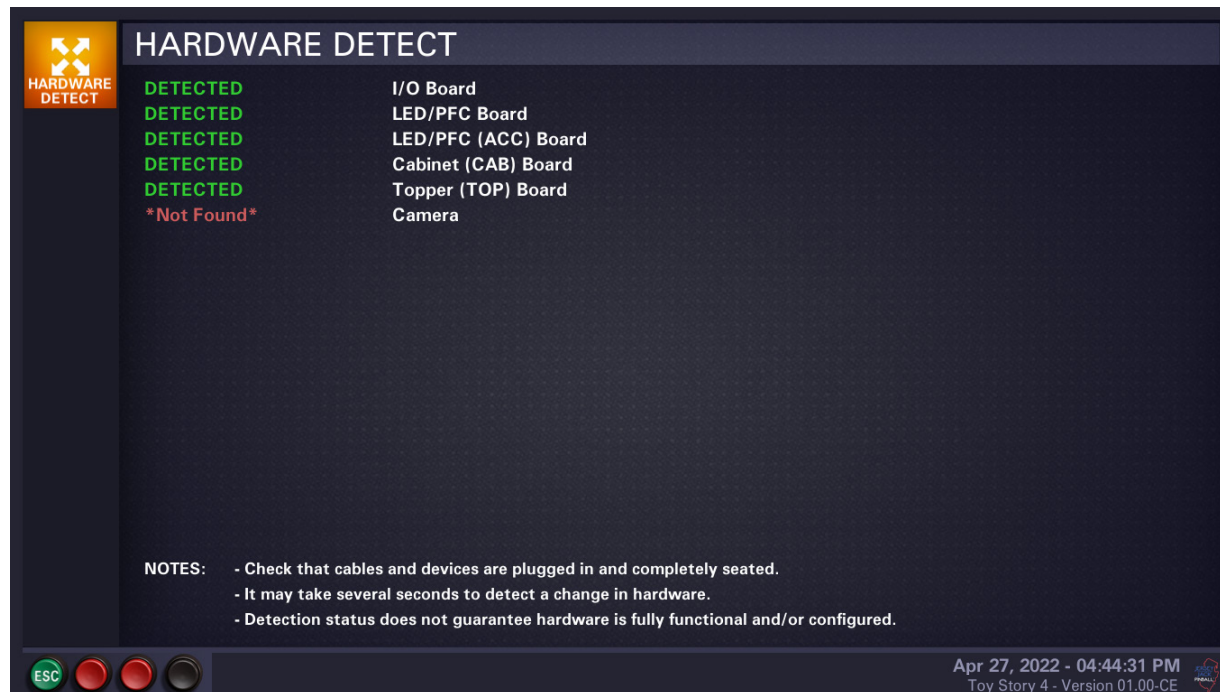 HARDWARE DETECT
HARDWARE
DETECT
DETECTED I/O Board
DETECTED LED/PFC Board
DETECTED LED/PFC (ACC) Board
DETECTED Cabinet (CAB) Board
DETECTED Topper (TOP) Board
*Not Found* Camera
NOTES: - Check that cables and devices are plugged in and completely seated.
- It may take several seconds to detect a change in hardware.
- Detection status does not guarantee hardware is fully functional and/or configured.
ESC
Apr 27, 2022 - 04:44:31 PM
Toy Story 4 - Version 01.00-CE